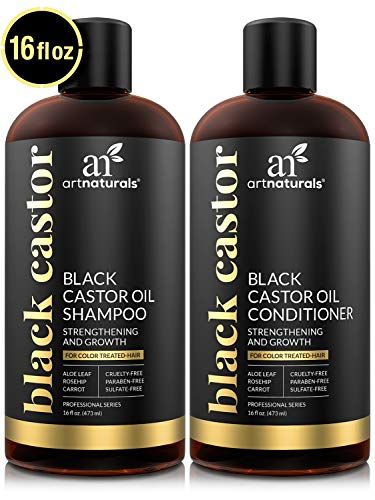 16 fl oz
black castor
an
artnaturals®
BLACK
CASTOR OIL
SHAMPOO
STRENGTHENING
AND GROWTH
FOR COLOR TREATED-HAIR
ALOE LEAF
ROSEHIP
CARROT
CRUELTY-FREE
PARABEN-FREE
SULFATE-FREE
PROFESSIONAL SERIES
16 fl oz. (473 ml)
black castor
an
artnaturals®
BLACK
CASTOR OIL
CONDITIONER
STRENGTHENING
AND GROWTH
FOR COLOR TREATED-HAIR
ALOE LEAF
ROSEHIP
CARROT
CRUELTY-FREE
PARABEN-FREE
SULFATE-FREE
PROFESSIONAL SERIES
16 fl oz. (473 ml)